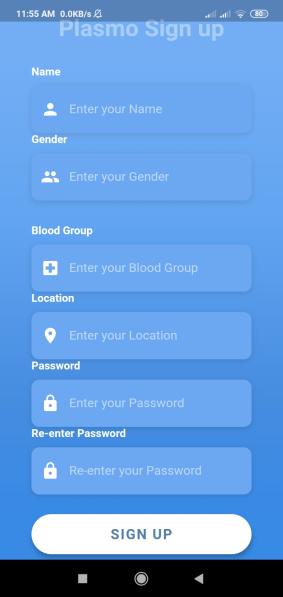 11:55 AM 0.0KB/s 80
Plasmo Sign up
Name
Enter your Name
Gender
Enter your Gender
Blood Group
Enter your Blood Group
Location
Enter your Location
Password
Enter your Password
Re-enter Password
Re-enter your Password
SIGN UP